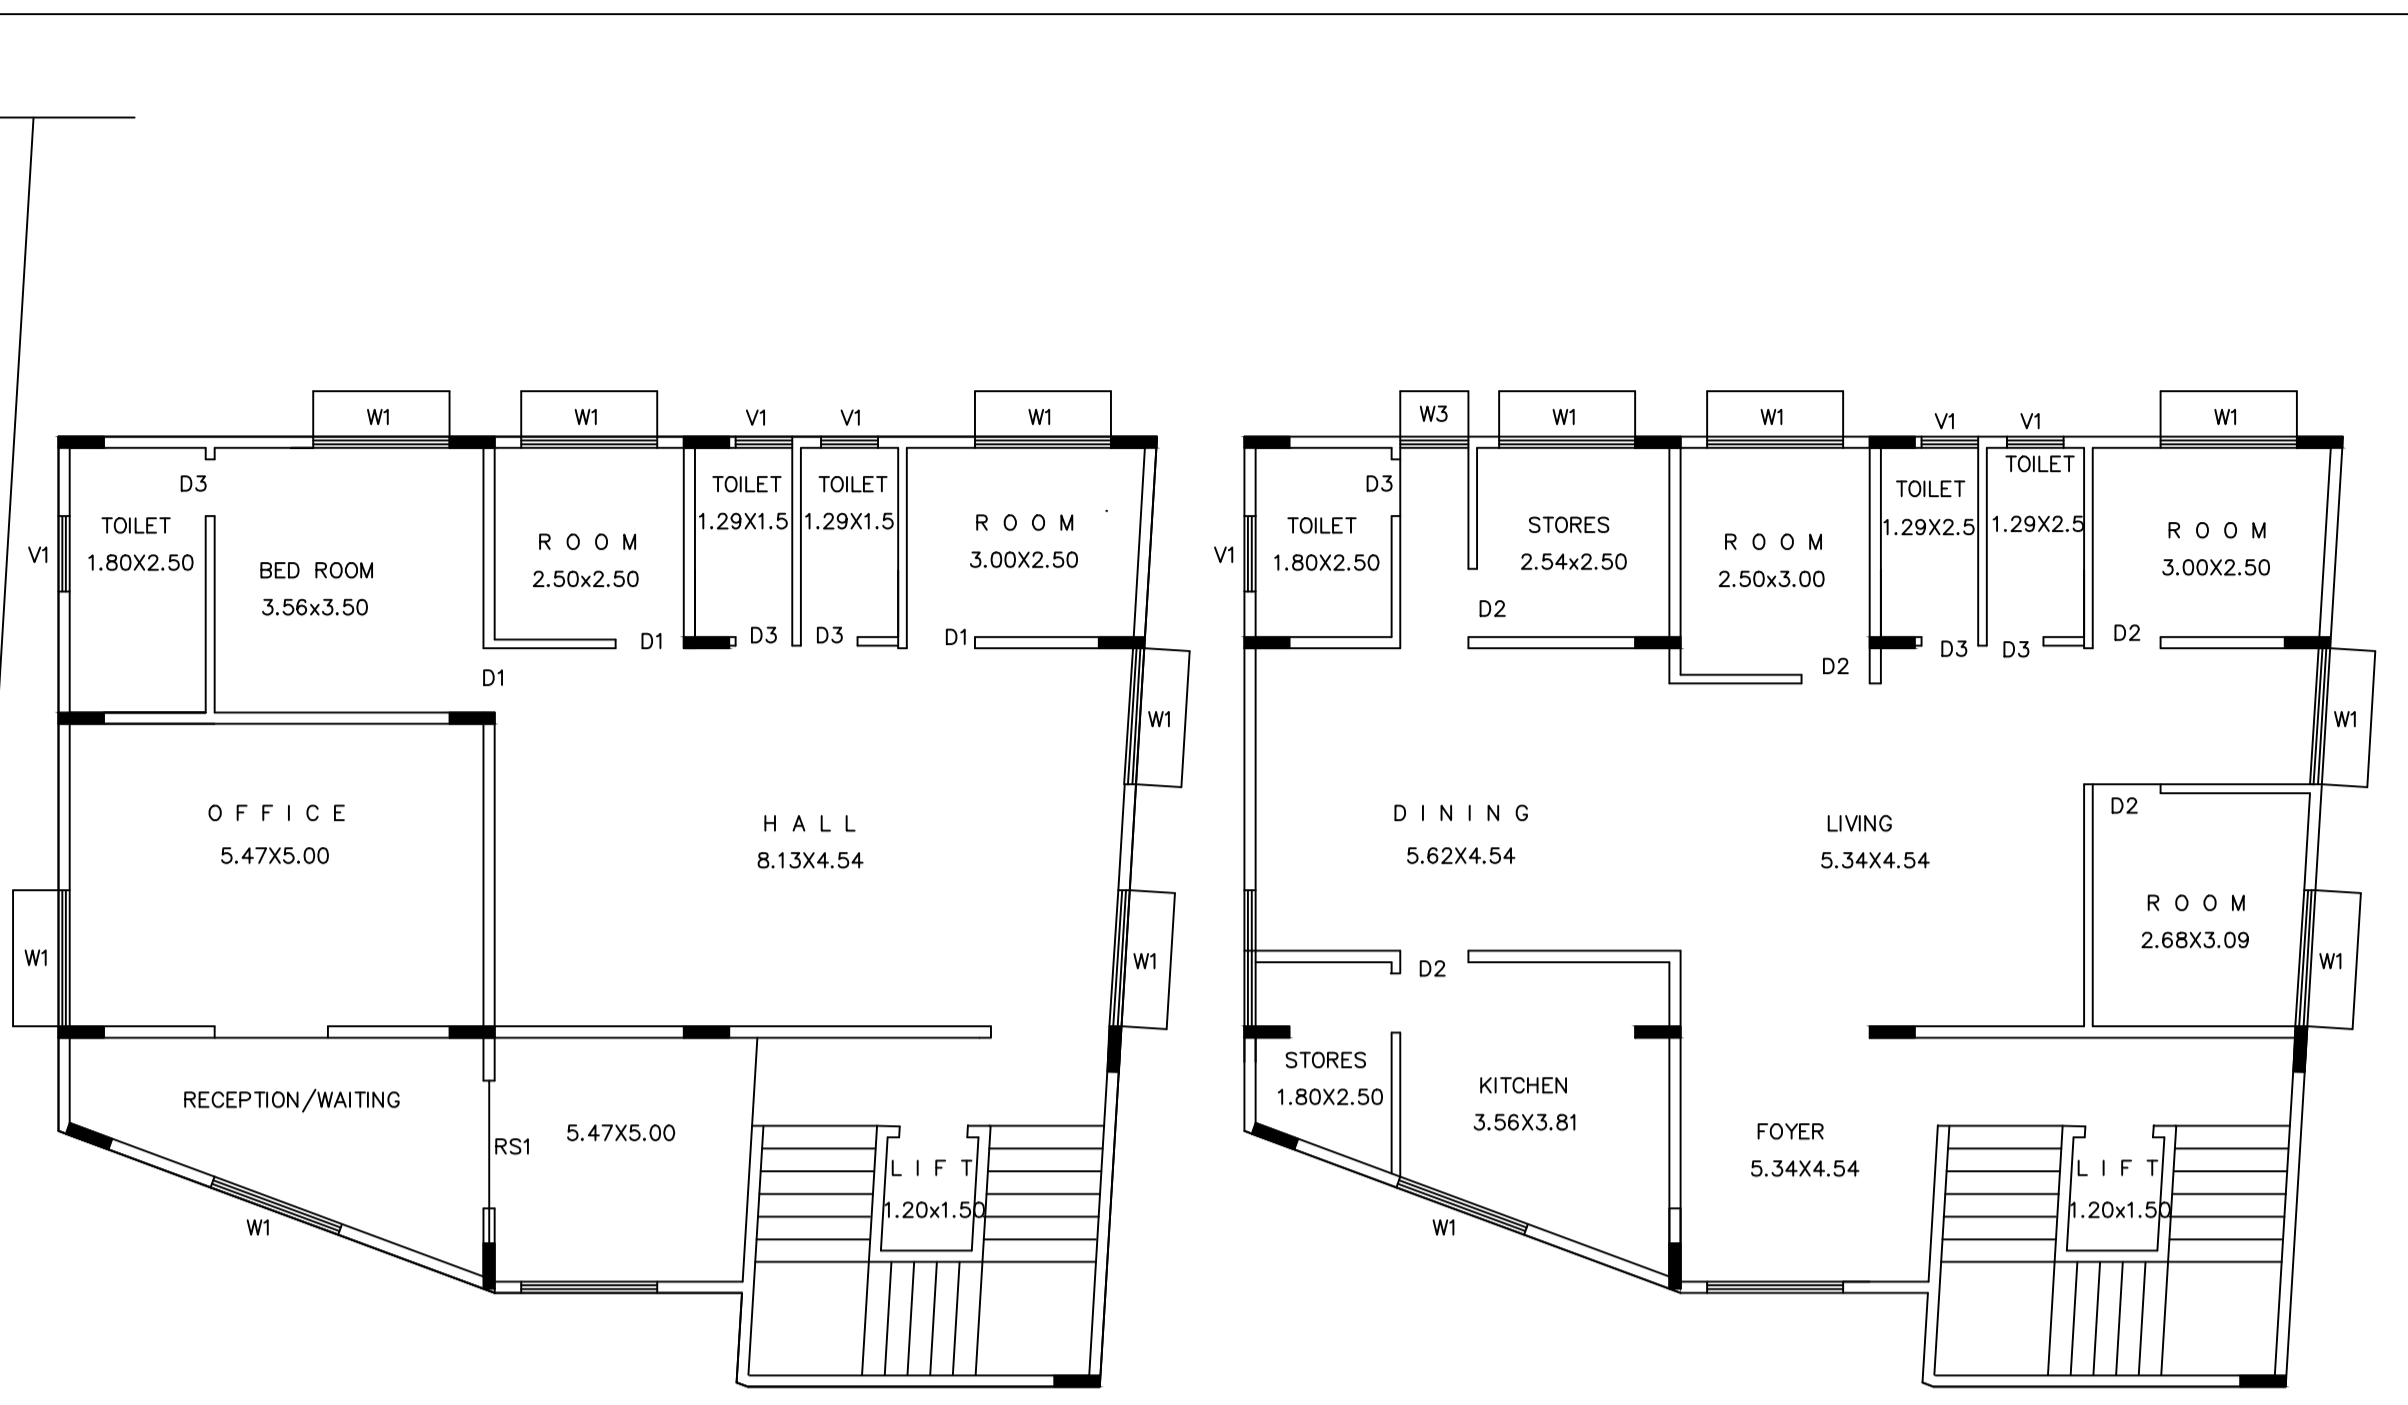 W1
W1
V1
V1
W1
D3
TOILET
1.80X2.50
V1
BED ROOM
3.56x3.50
R O O M
2.50x2.50
TOILET
1.29X1.5
TOILET
1.29X1.5
R O O M
3.00X2.50
D1
D3
D3
D1
D1
W1
O F F I C E
5.47X5.00
H A L L
8.13X4.54
W1
W1
RECEPTION/WAITING
RS1
5.47X5.00
W1
L I F T
1.20x1.50
W3
W1
W1
V1
V1
W1
D3
TOILET
1.80X2.50
V1
STORES
2.54x2.50
D2
R O O M
2.50x3.00
TOILET
1.29X2.5
TOILET
1.29X2.5
R O O M
3.00X2.50
D2
D3
D3
D2
W1
D I N I N G
5.62X4.54
LIVING
5.34X4.54
D2
R O O M
2.68X3.09
W1
D2
STORES
1.80X2.50
KITCHEN
3.56X3.81
FOYER
5.34X4.54
W1
L I F T
1.20x1.50